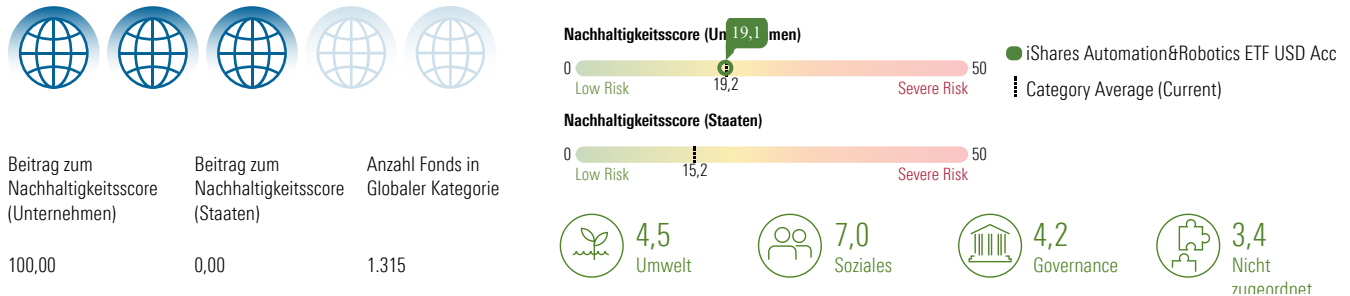 Beitrag zum
Nachhaltigkeitsscore
(Unternehmen)
100,00
Beitrag zum
Nachhaltigkeitsscore
(Staaten)
0,00
Anzahl Fonds in
Globaler Kategorie
1.315
Nachhaltigkeitsscore (Un men)
19,1
0
50
Low Risk
19,2
Severe Risk
Nachhaltigkeitsscore (Staaten)
0
50
Low Risk
15,2
Severe Risk
iShares Automation&Robotics ETF USD Acc
Category Average (Current)
4,5
Umwelt
7,0
Soziales
4,2
Governance
3,4
Nicht
zugeordnet